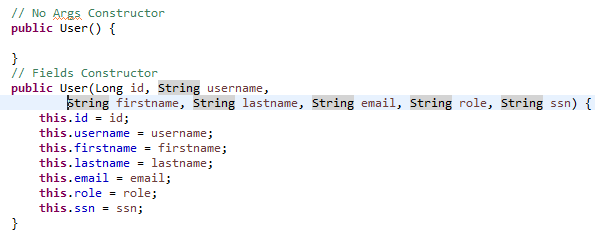 // No Args Constructor
public User() {
}
// Fields Constructor
public User(Long id, String username,
String firstname, String lastname, String email, String role, String ssn) {
this.id = id;
this.username = username;
this.firstname = firstname;
this.lastname = lastname;
this.email = email;
this.role = role;
this.ssn = ssn;
}